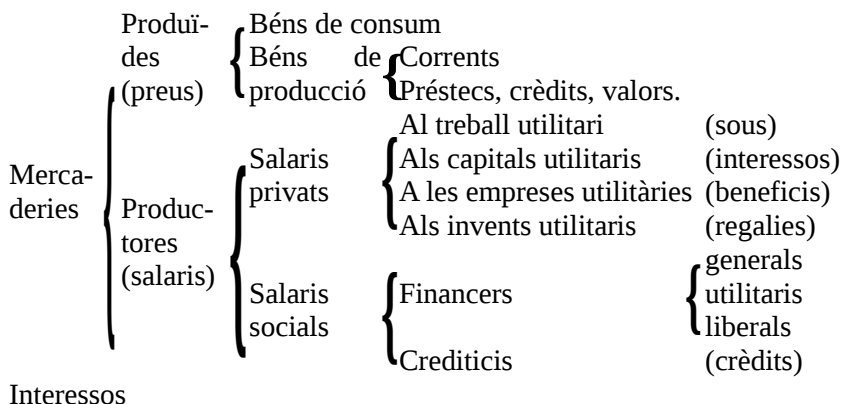 Produï- Béns de consum
des Béns de Corrents
(preus) producció Préstecs, crèdits, valors.
Al treball utilitari (sous)
Salaris Als capitals utilitaris (interessos)
Merca- privats A les empreses utilitàries (beneficis)
deries Produc- Als invents utilitaris (regalies)
tores generals
(salaris) Salaris Financers utilitaris
socials liberals
Crediticis (crèdits)
Interessos